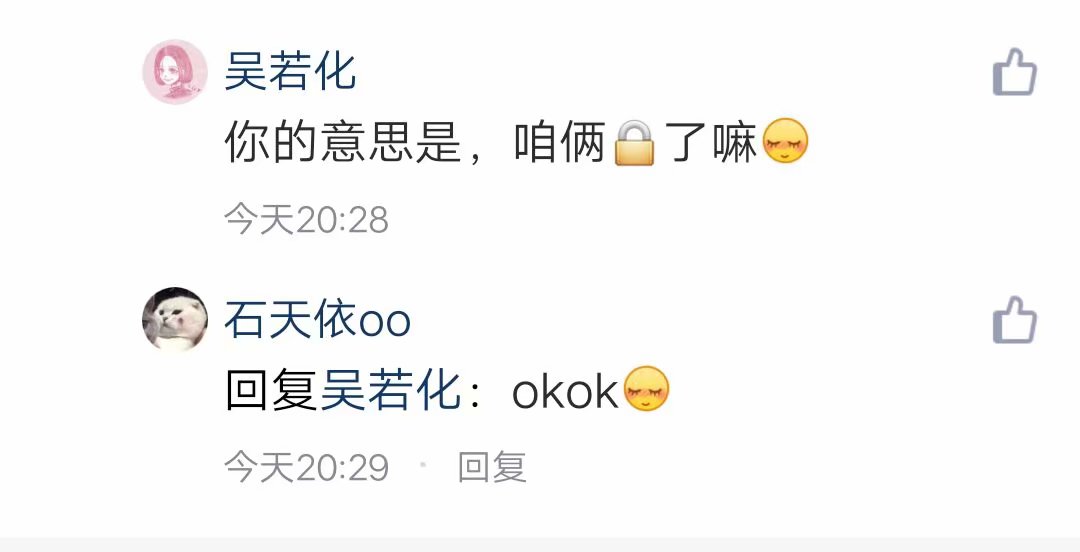 吴若化
你的意思是，咱俩🔒了嘛😌
今天20:28
石天依oo
回复吴若化：okok😌
今天20:29 · 回复